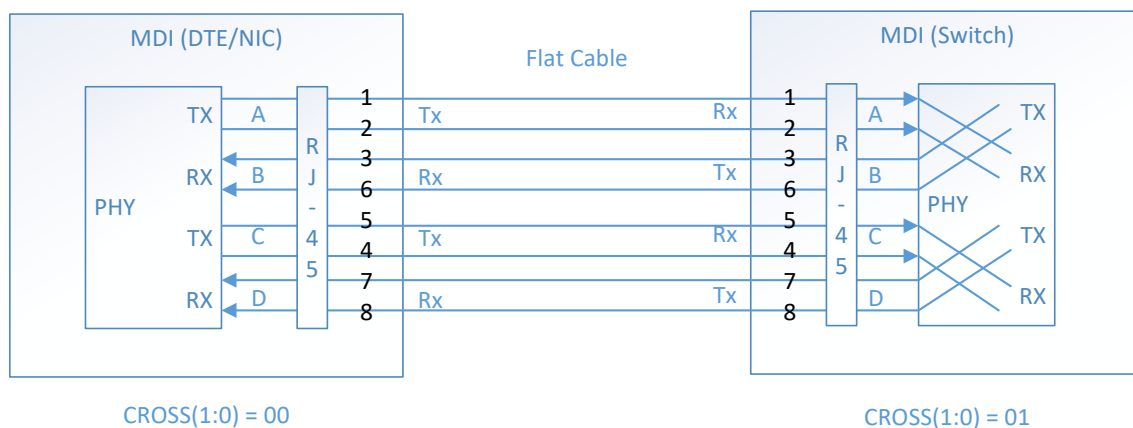 MDI (DTE/NIC)
Flat Cable
MDI (Switch)
PHY
TX
RX
TX
RX
A
B
C
D
R
J
-
4
5
1
2
3
6
5
4
7
8
Tx
Rx
Tx
Rx
Rx
Tx
Rx
Tx
1
2
3
6
5
4
7
8
R
J
-
4
5
A
B
C
D
PHY
TX
RX
TX
RX
CROSS(1:0) = 00
CROSS(1:0) = 01